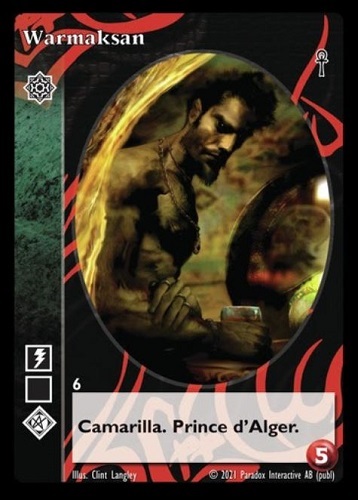 Warmaksan
6
Camarilla. Prince d'Alger.
5
Illus. Clint Langley © 2021 Paradox Interactive AB (publ)